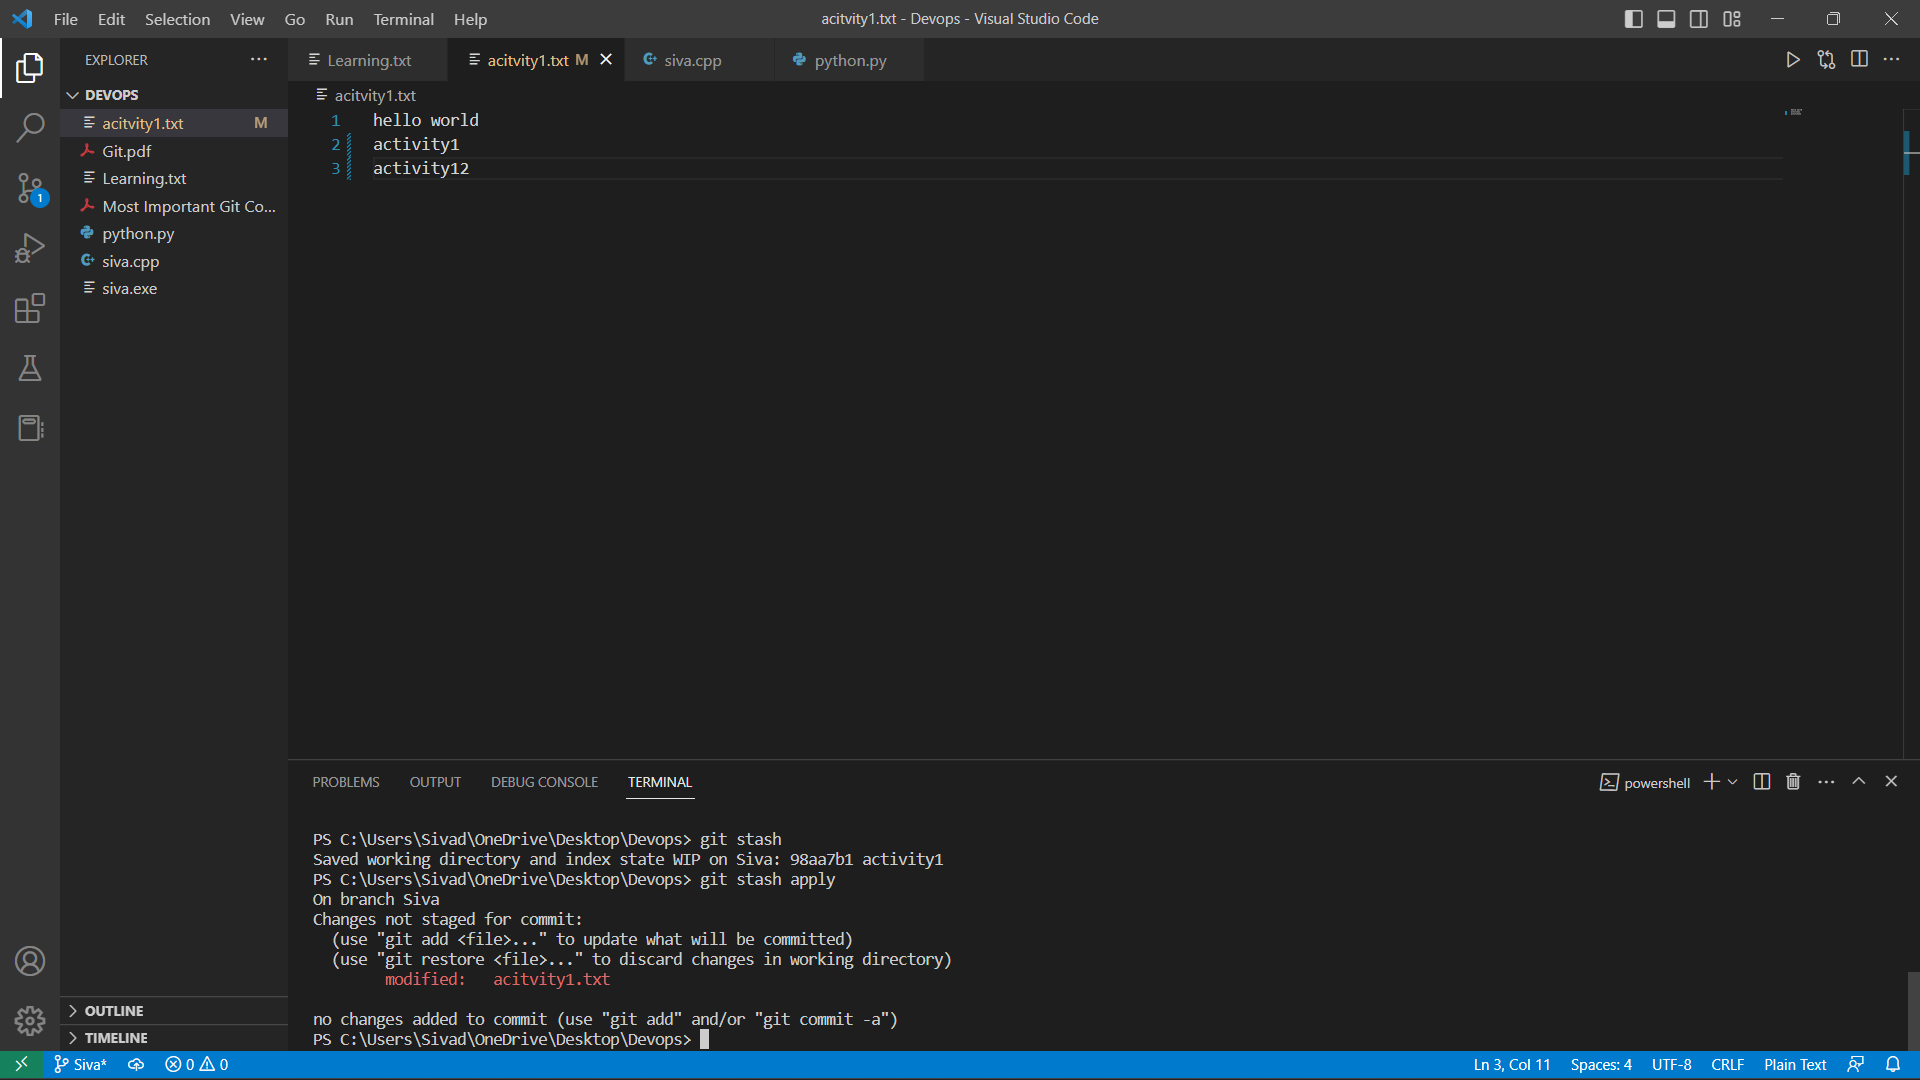 File Edit Selection View Go Run Terminal Help
acitvity1.txt - Devops - Visual Studio Code
EXPLORER
DEVOPS
acitvity1.txt M
Git.pdf
Learning.txt
Most Important Git Co...
python.py
siva.cpp
siva.exe
OUTLINE
TIMELINE
1
Learning.txt acitvity1.txt M siva.cpp python.py
acitvity1.txt
1 hello world
2 activity1
3 activity12
PROBLEMS OUTPUT DEBUG CONSOLE TERMINAL
powershell
PS C:\Users\Sivad\OneDrive\Desktop\Devops> git stash
Saved working directory and index state WIP on Siva: 98aa7b1 activity1
PS C:\Users\Sivad\OneDrive\Desktop\Devops> git stash apply
On branch Siva
Changes not staged for commit:
(use "git add <file>..." to update what will be committed)
(use "git restore <file>..." to discard changes in working directory)
modified: acitvity1.txt
no changes added to commit (use "git add" and/or "git commit -a")
PS C:\Users\Sivad\OneDrive\Desktop\Devops>
Siva* 0 0
Ln 3, Col 11 Spaces: 4 UTF-8 CRLF Plain Text